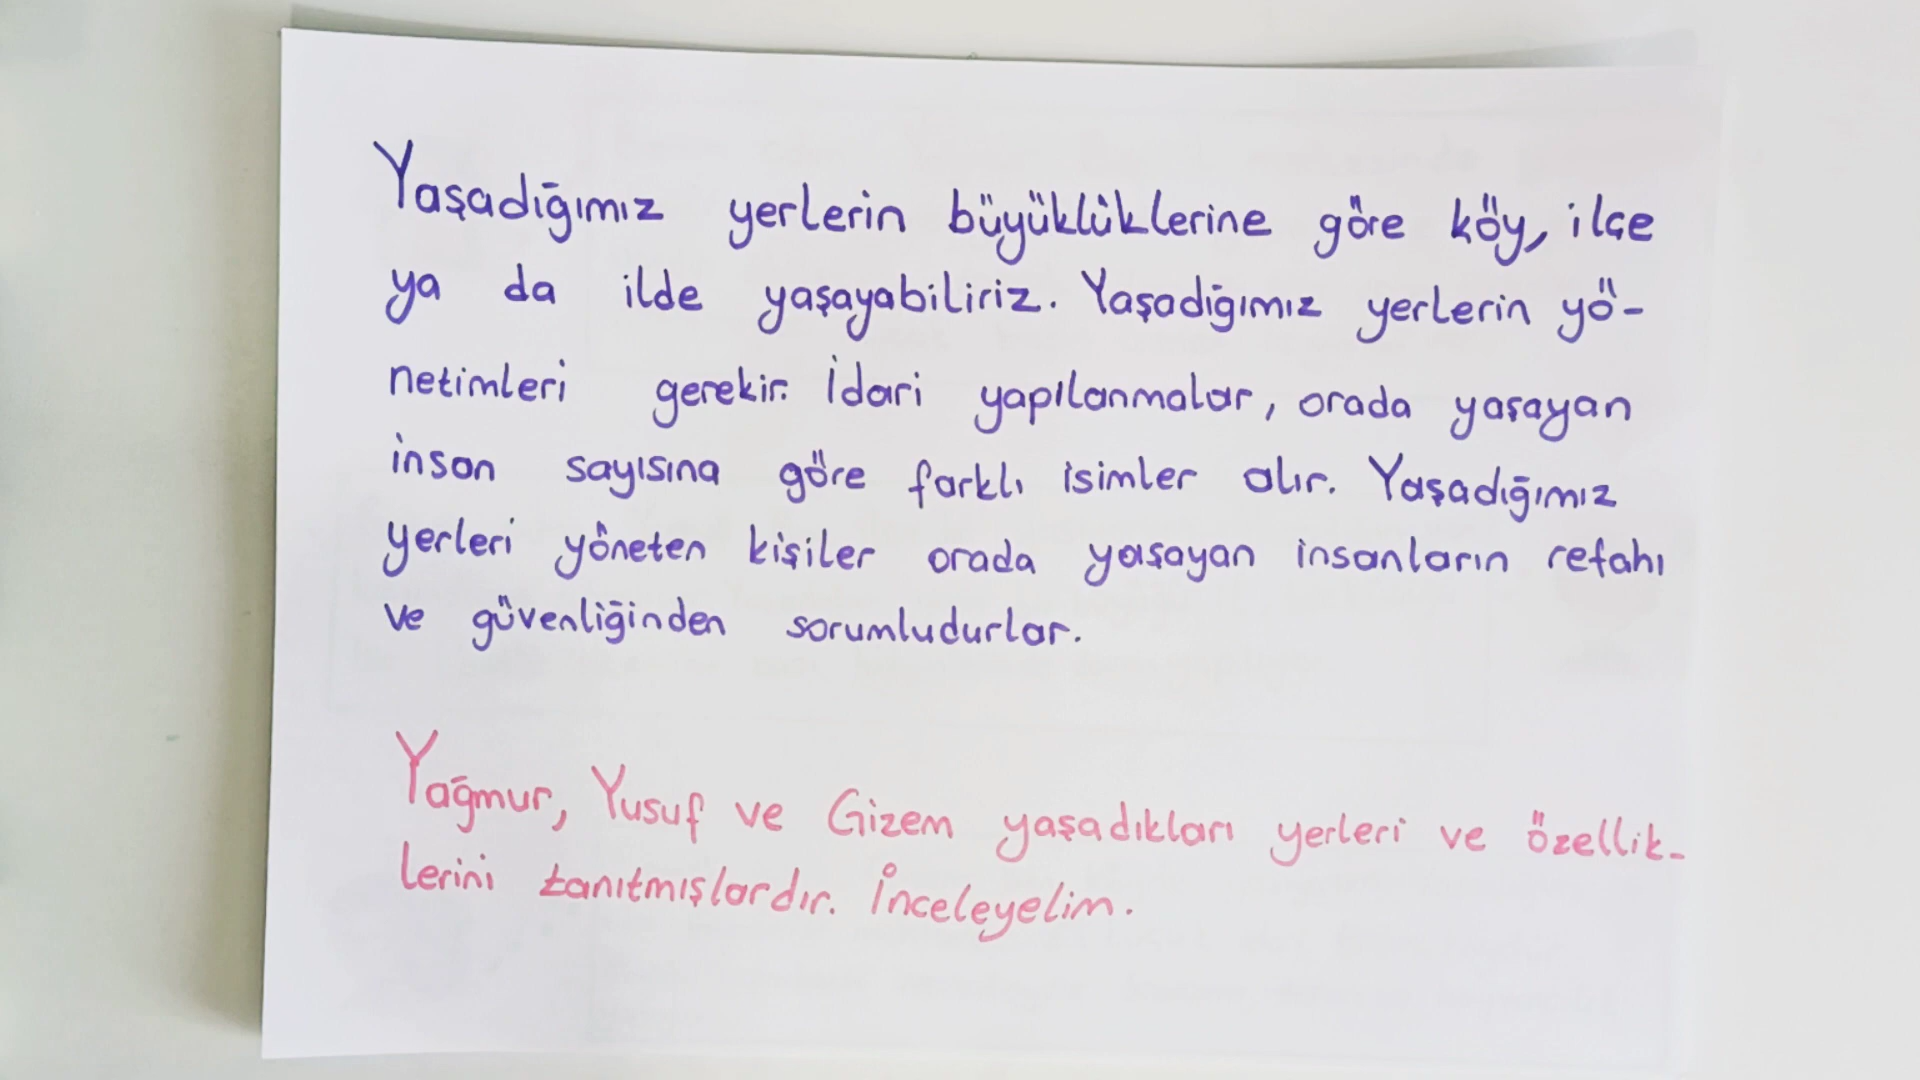 Yaşadığımız yerlerin büyüklüklerine göre köy, ilçe
ya da ilde yaşayabiliriz. Yaşadığımız yerlerin yö-
netimleri gerekir. İdari yapılanmalar, orada yaşayan
insan sayısına göre farklı isimler alır. Yaşadığımız
yerleri yöneten kişiler orada yaşayan insanların refahı
ve güvenliğinden sorumludurlar.
Yağmur, Yusuf ve Gizem yaşadıkları yerleri ve özellik-
lerini tanıtmışlardır. İnceleyelim.